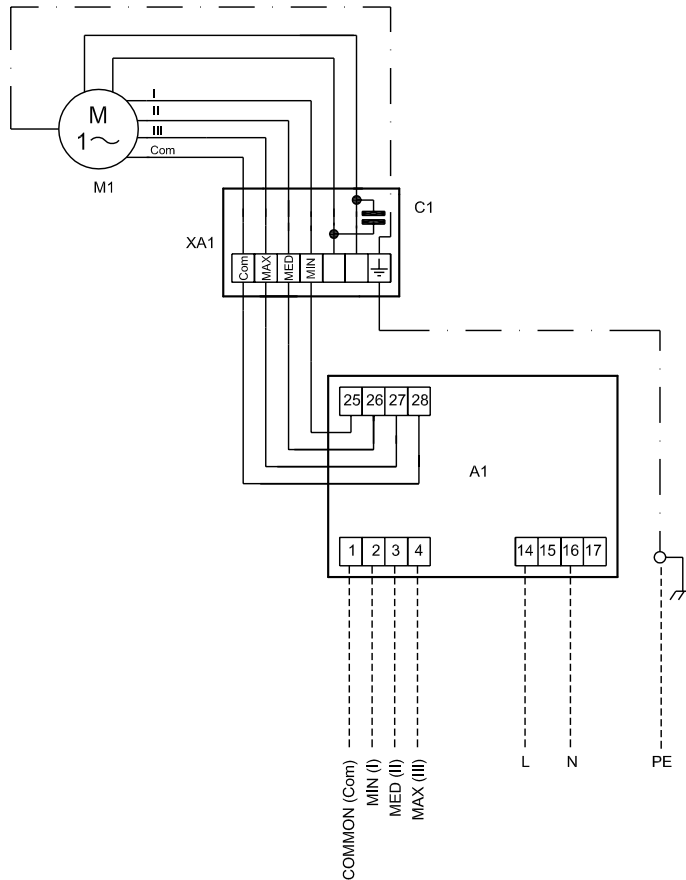 I
II
III
Com
M
1~
M1
C1
XA1
Com MAX MED MIN
25 26 27 28
A1
1 2 3 4
14 15 16 17
COMMON (Com)
MIN (I)
MED (II)
MAX (III)
L
N
PE